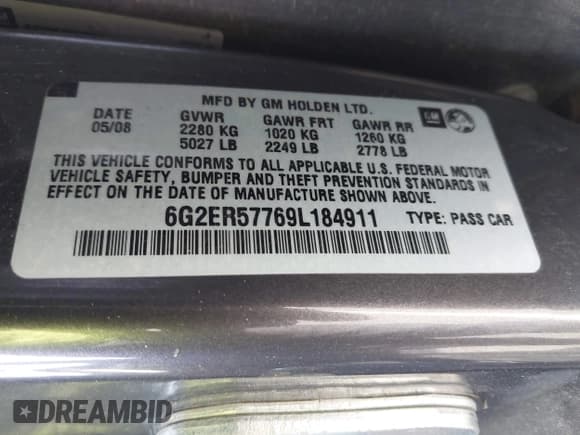 MFD BY GM HOLDEN LTD.
DATE GVWR GAWR FRT GAWR RR GM
05/08 2280 KG 1020 KG 1260 KG
5027 LB 2249 LB 2778 LB
THIS VEHICLE CONFORMS TO ALL APPLICABLE U.S. FEDERAL MOTOR
VEHICLE SAFETY, BUMPER AND THEFT PREVENTION STANDARDS IN
EFFECT ON THE DATE OF MANUFACTURE SHOWN ABOVE.
6G2ER57769L184911 TYPE: PASS CAR
DREAMBID